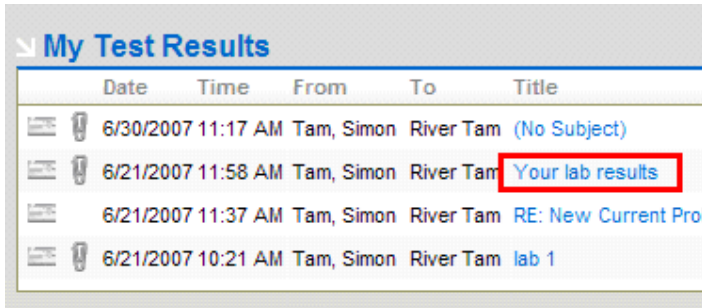 My Test Results
Date Time From To Title
6/30/2007 11:17 AM Tam, Simon River Tam (No Subject)
6/21/2007 11:58 AM Tam, Simon River Tam Your lab results
6/21/2007 11:37 AM Tam, Simon River Tam RE: New Current Pro
6/21/2007 10:21 AM Tam, Simon River Tam lab 1